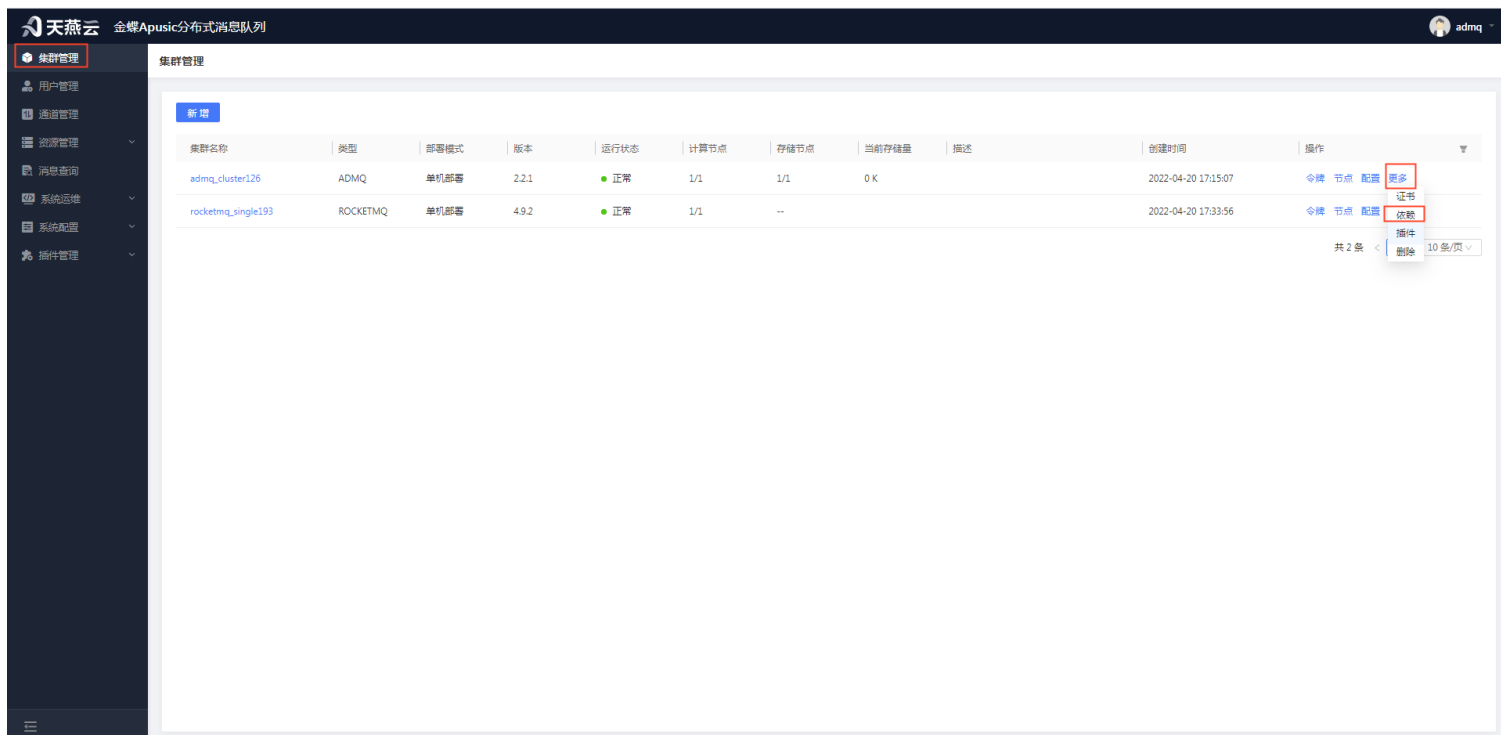 天燕云 金蝶Apusic分布式消息队列 admq
集群管理
用户管理
通道管理
资源管理
消息查询
系统运维
系统配置
插件管理
集群管理
新增
集群名称 类型 部署模式 版本 运行状态 计算节点 存储节点 当前存储量 描述 创建时间 操作
admq_cluster126 ADMQ 单机部署 2.2.1 正常 1/1 1/1 0 K 2022-04-20 17:15:07 令牌 节点 配置 更多
rocketmq_single193 ROCKETMQ 单机部署 4.9.2 正常 1/1 -- 2022-04-20 17:33:56 令牌 节点 配置
证书
依赖
插件
删除
共 2 条 < 10 条/页